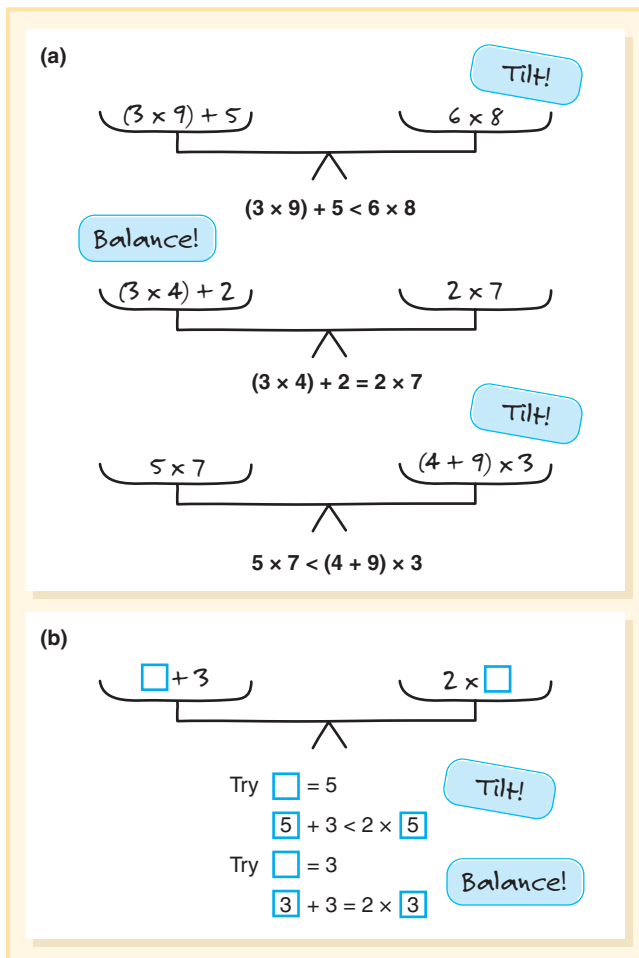 (a)
Tilt!
(3 × 9) + 5 6 × 8
(3 × 9) + 5 < 6 × 8
Balance!
(3 × 4) + 2 2 × 7
(3 × 4) + 2 = 2 × 7
Tilt!
5 × 7 (4 + 9) × 3
5 × 7 < (4 + 9) × 3
(b)
□ + 3 2 × □
Try □ = 5 Tilt!
5 + 3 < 2 × 5
Try □ = 3
Balance!
3 + 3 = 2 × 3